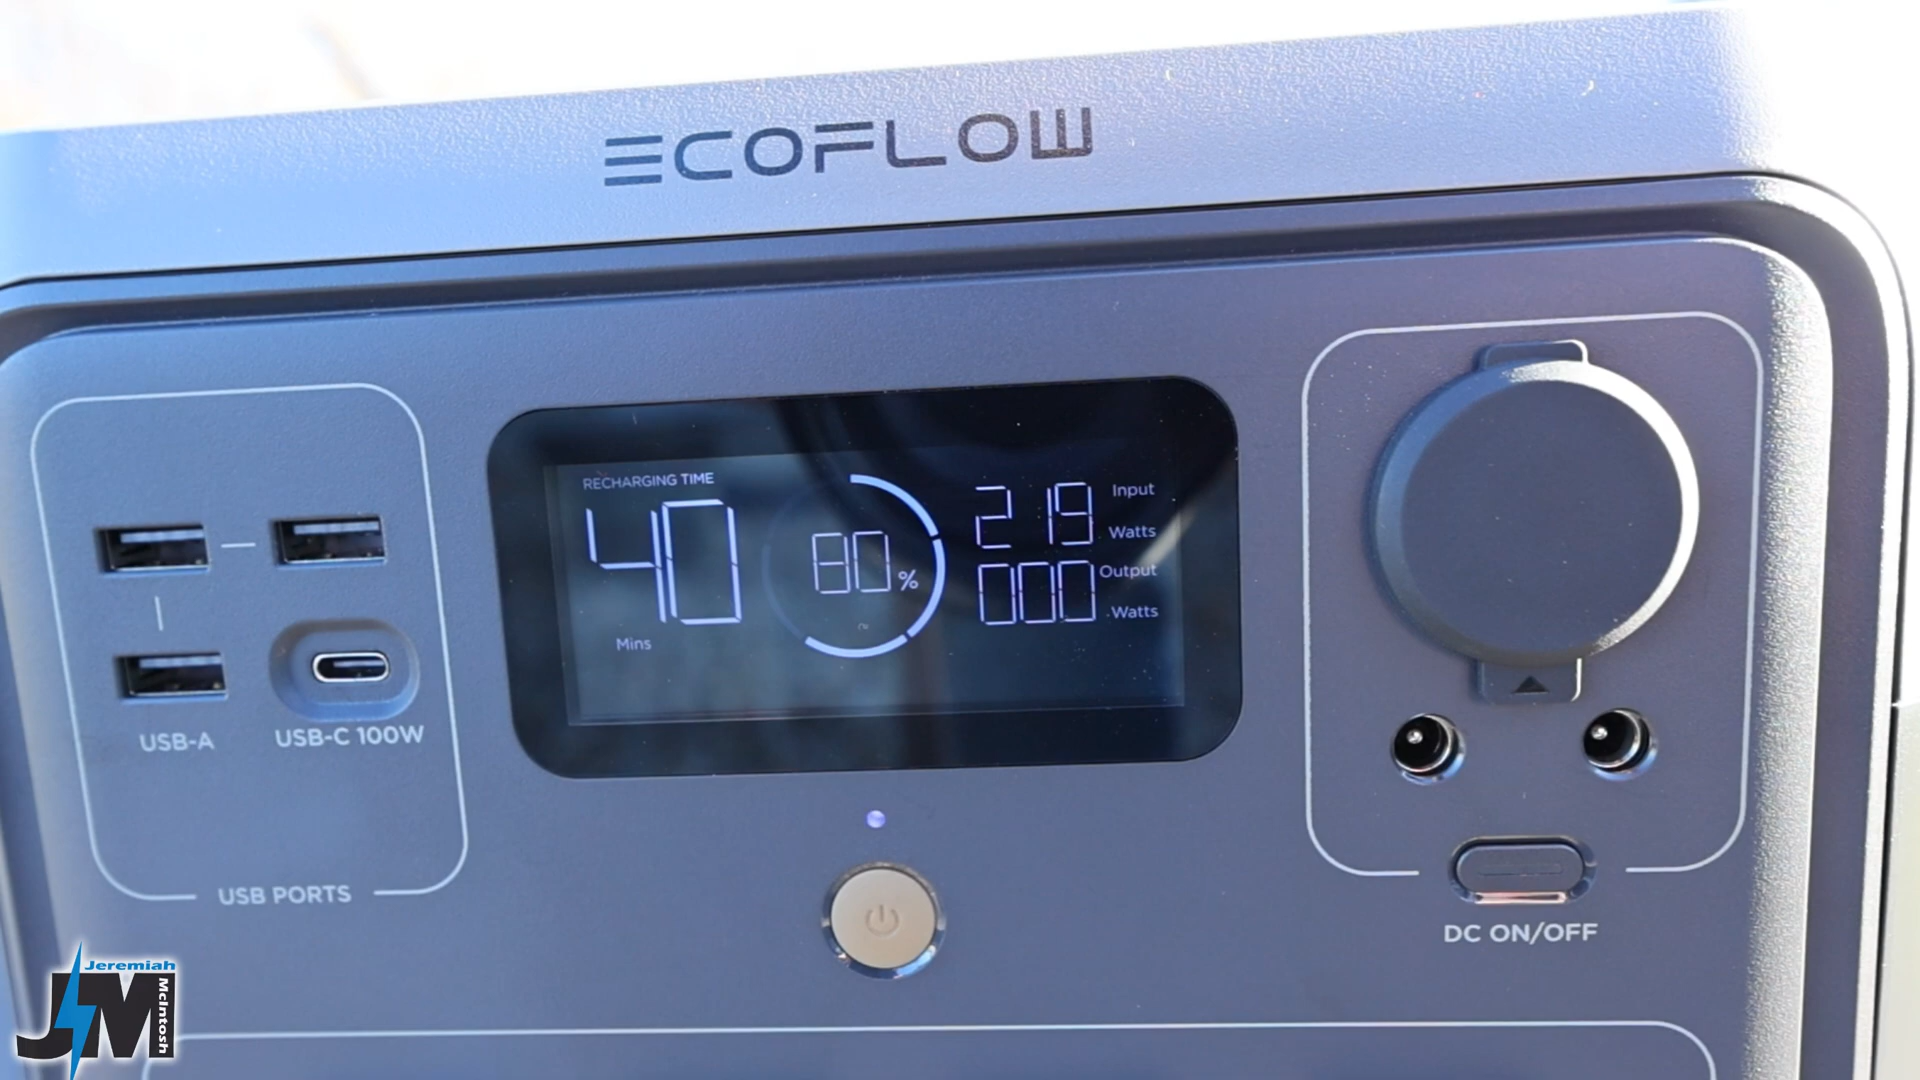 ECOFLOW
RECHARGING TIME
40
Mins
80%
219 Input
Watts
000 Output
Watts
USB-A
USB-C 100W
USB PORTS
DC ON/OFF
Jeremiah
JM
McIntosh